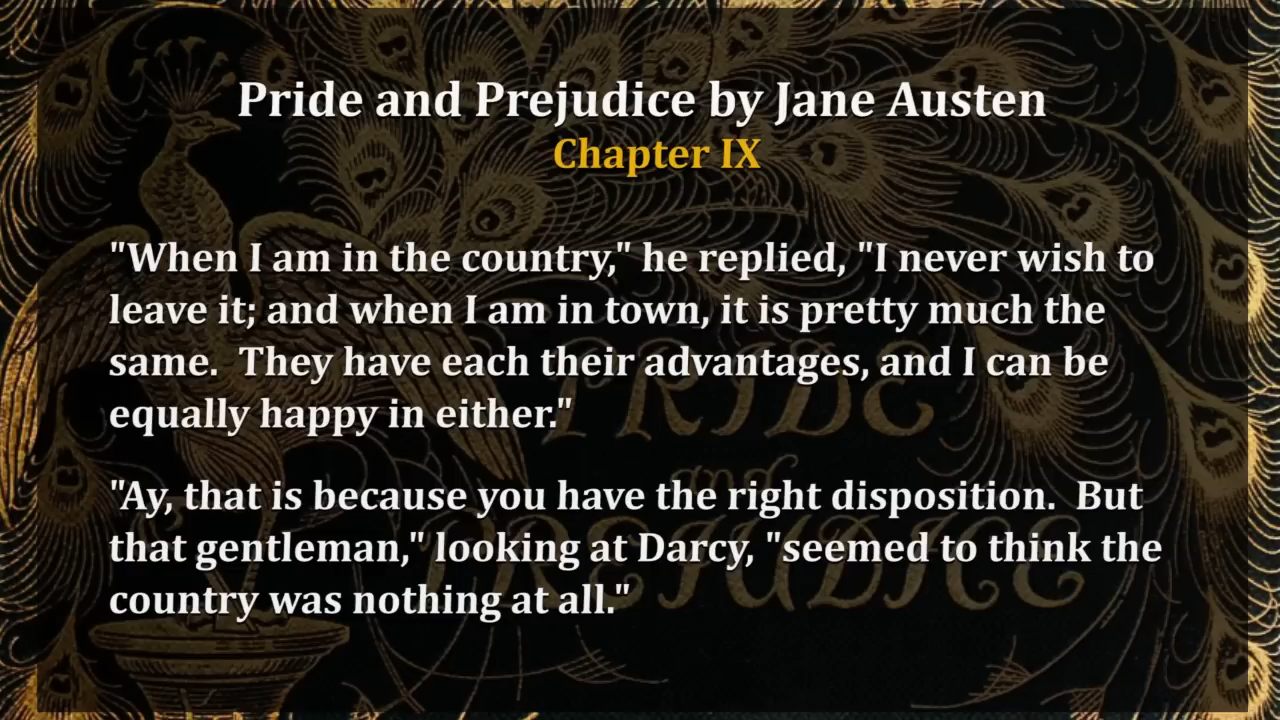 Pride and Prejudice by Jane Austen
Chapter IX
"When I am in the country," he replied, "I never wish to
leave it; and when I am in town, it is pretty much the
same.  They have each their advantages, and I can be
equally happy in either."
"Ay, that is because you have the right disposition.  But
that gentleman," looking at Darcy, "seemed to think the
country was nothing at all."
PRIDE
and
PREJUDICE